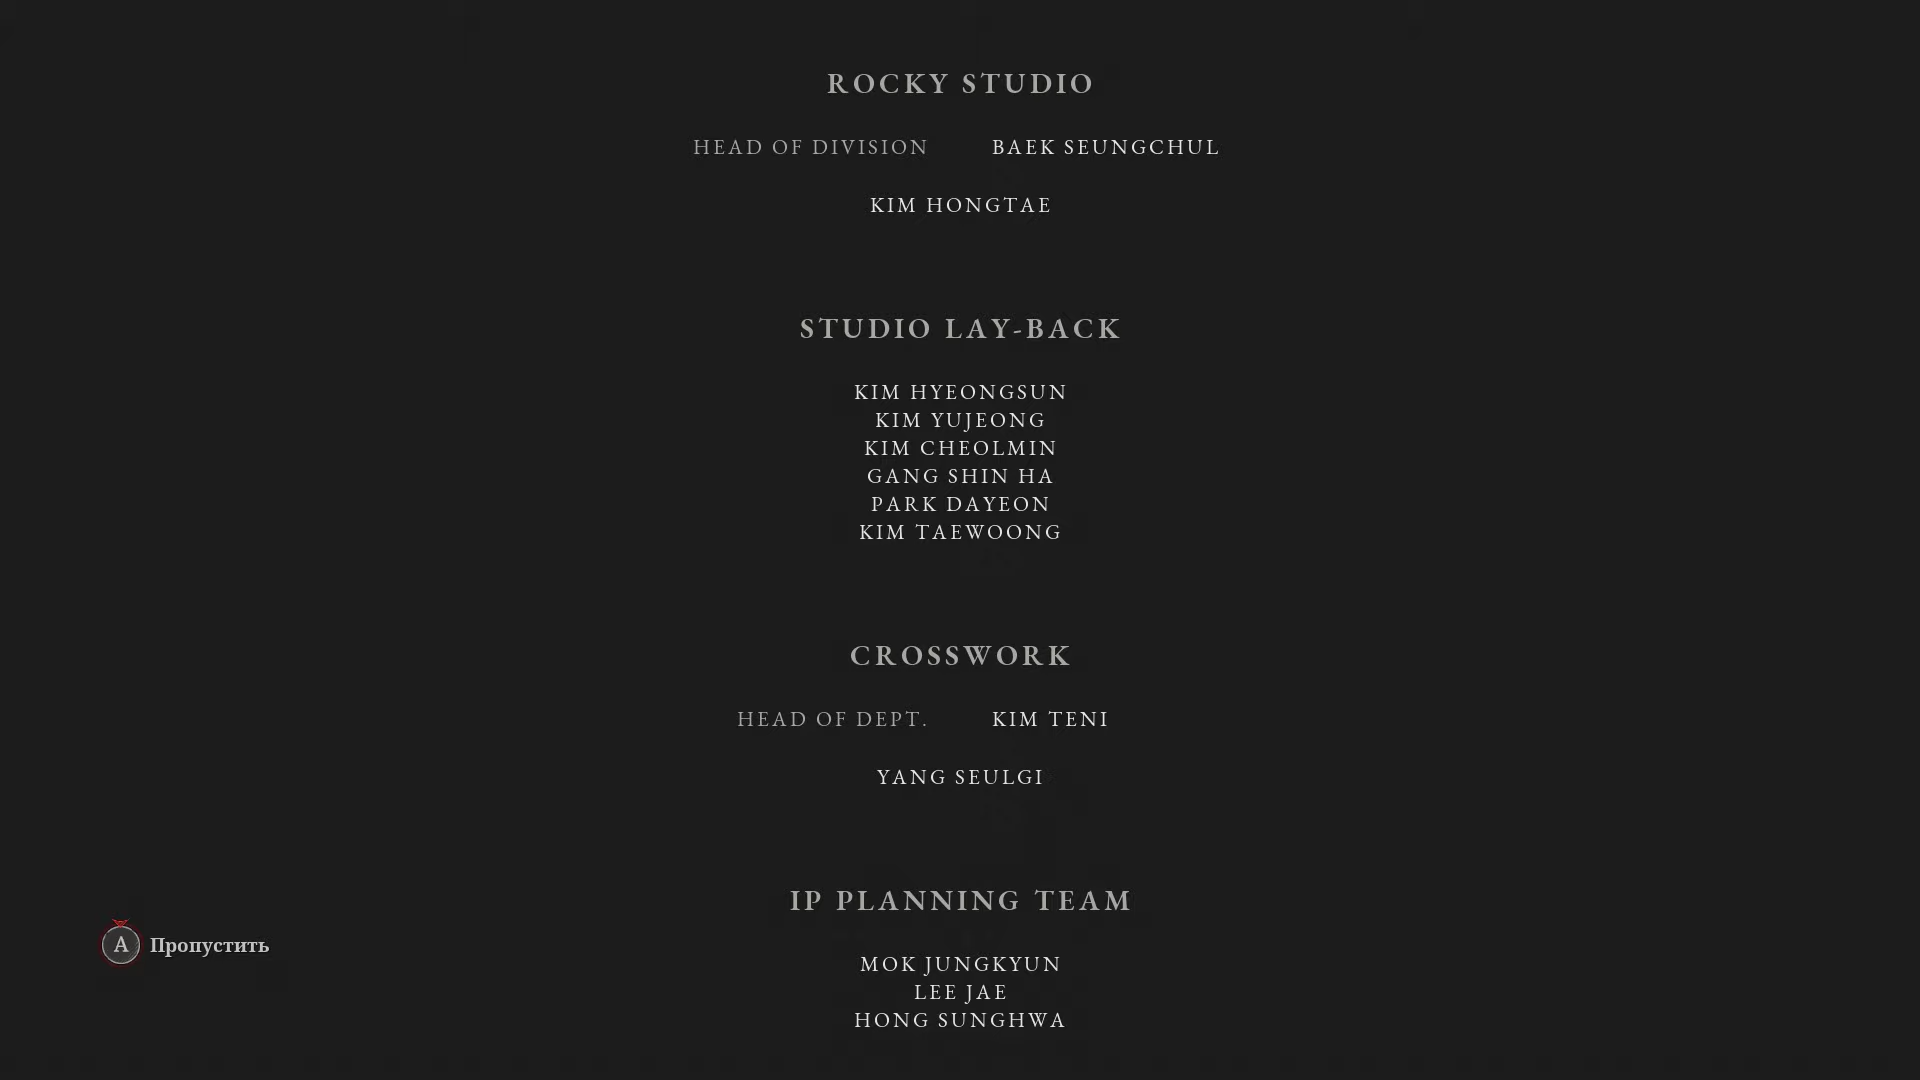 ROCKY STUDIO
HEAD OF DIVISION BAEK SEUNGCHUL
KIM HONGTAE
STUDIO LAY-BACK
KIM HYEONGSUN
KIM YUJEONG
KIM CHEOLMIN
GANG SHIN HA
PARK DAYEON
KIM TAEWOONG
CROSSWORK
HEAD OF DEPT. KIM TENI
YANG SEULGI
IP PLANNING TEAM
A Пропустить
MOK JUNGKYUN
LEE JAE
HONG SUNGHWA